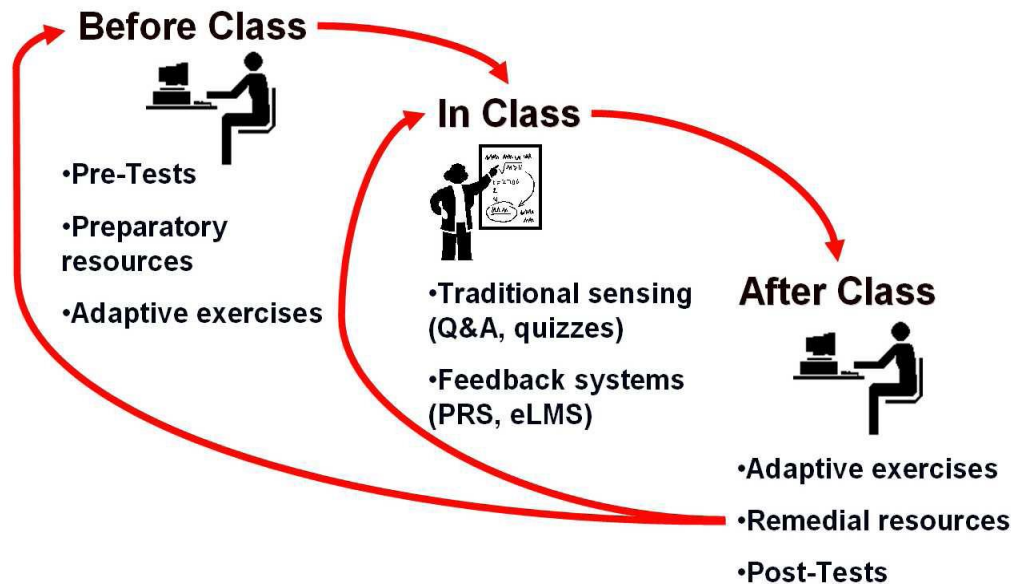 Before Class
•Pre-Tests
•Preparatory
resources
•Adaptive exercises
In Class
•Traditional sensing
(Q&A, quizzes)
•Feedback systems
(PRS, eLMS)
After Class
•Adaptive exercises
•Remedial resources
•Post-Tests